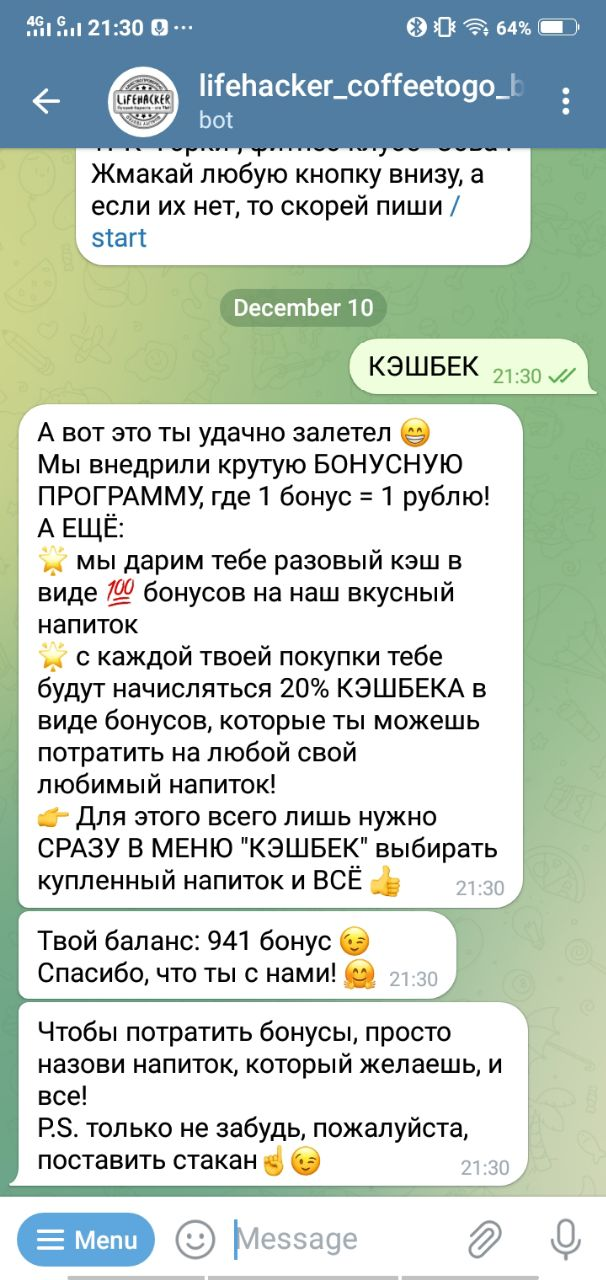 4G G 21:30 64%
lifehacker_coffeetogo_b
bot
LIFEHACKER
Жмакай любую кнопку внизу, а
если их нет, то скорей пиши /
start
December 10
КЭШБЕК 21:30
А вот это ты удачно залетел 😁
Мы внедрили крутую БОНУСНУЮ
ПРОГРАММУ, где 1 бонус = 1 рублю!
А ЕЩЁ:
🌟 мы дарим тебе разовый кэш в
виде 💯 бонусов на наш вкусный
напиток
🌟 с каждой твоей покупки тебе
будут начисляться 20% КЭШБЕКА в
виде бонусов, которые ты можешь
потратить на любой свой
любимый напиток!
👉 Для этого всего лишь нужно
СРАЗУ В МЕНЮ "КЭШБЕК" выбирать
купленный напиток и ВСЁ 👍 21:30
Твой баланс: 941 бонус 😉
Спасибо, что ты с нами! 🤗 21:30
Чтобы потратить бонусы, просто
назови напиток, который желаешь, и
все!
P.S. только не забудь, пожалуйста,
поставить стакан☝😉 21:30
Menu Message